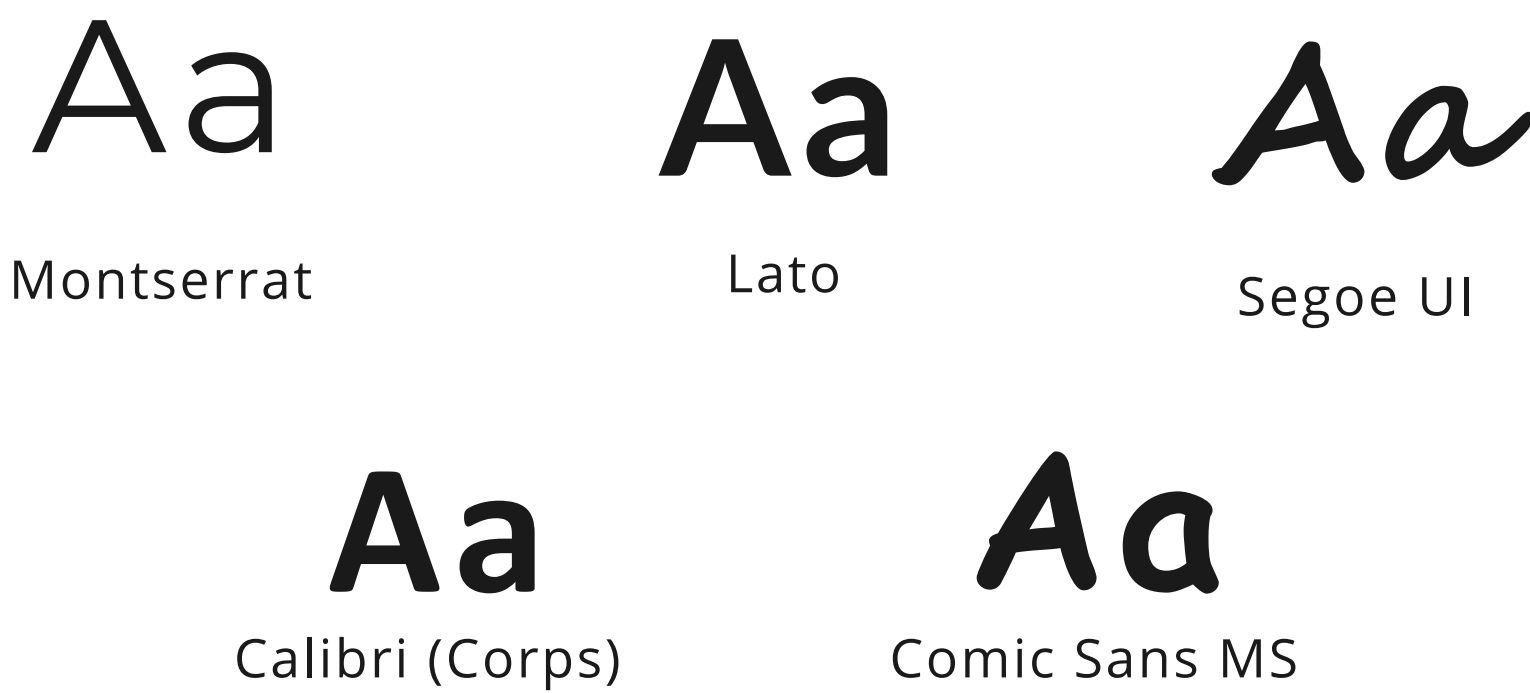 Aa Aa Aa
Montserrat Lato Segoe UI
Aa Aa
Calibri (Corps) Comic Sans MS